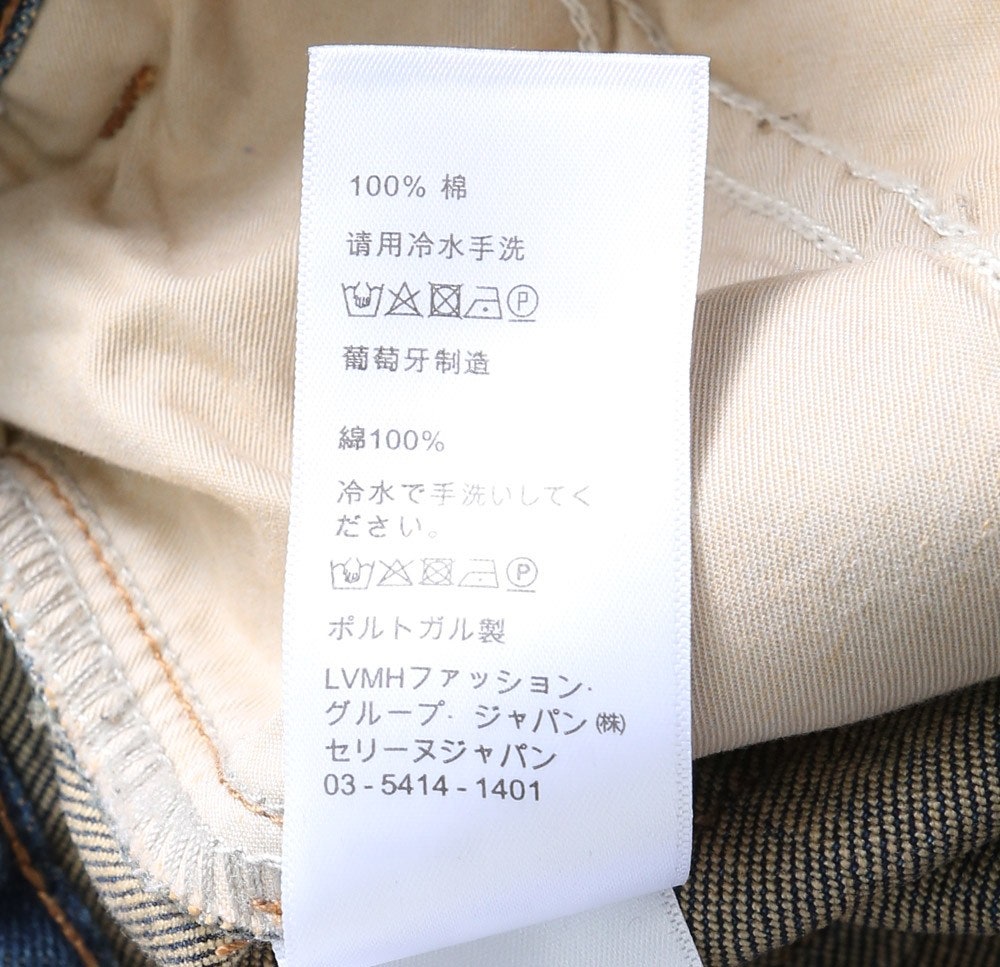 100% 棉
请用冷水手洗
P
葡萄牙制造
綿100%
冷水で手洗いしてく
ださい。
P
ポルトガル製
LVMHファッション·
グループ· ジャパン㈱
セリーヌジャパン
03-5414-1401